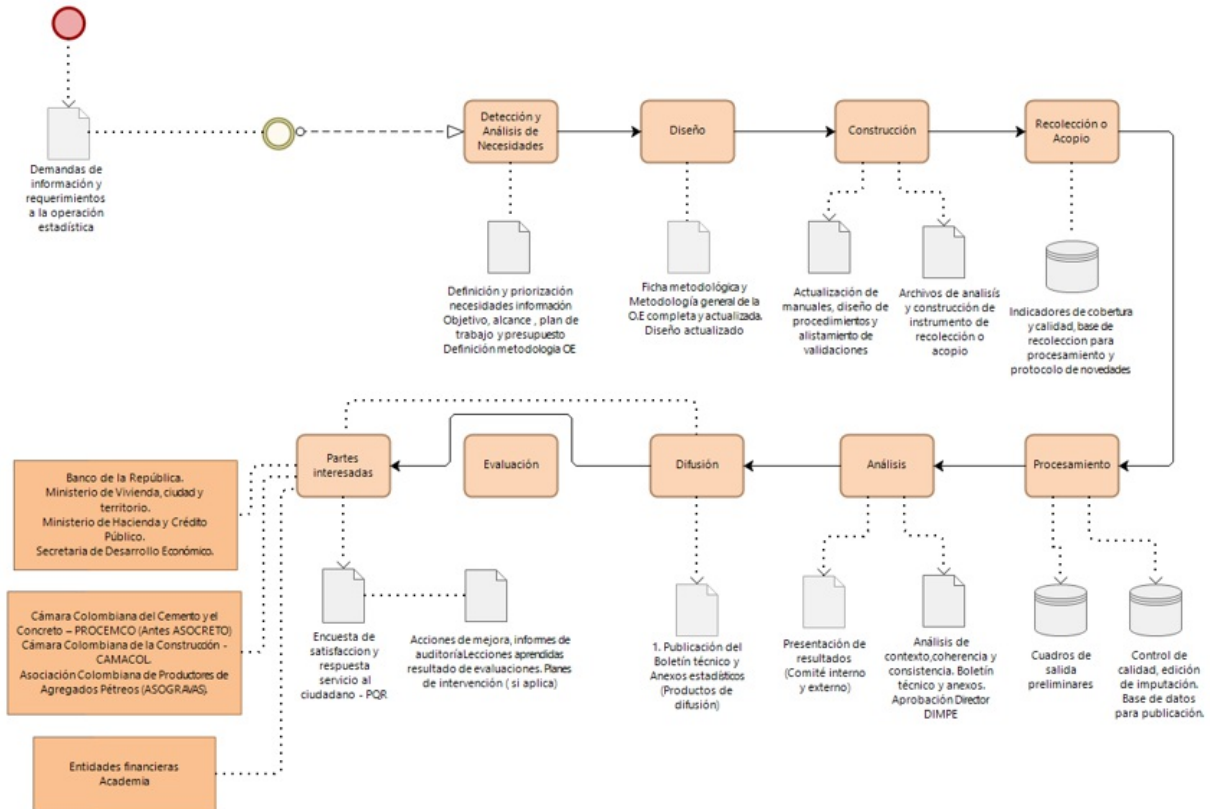 Detección y
Análisis de
Necesidades
Diseño
Construcción
Recolección o
Acopio
Demandas de
información y
requerimientos
a la operación
estadística
Definición y priorización
necesidades información
Objetivo, alcance , plan de
trabajo y presupuesto
Definición metodología OE
Ficha metodológica y
Metodología general de la
O.E completa y actualizada.
Diseño actualizado
Actualización de
manuales, diseño de
procedimientos y
alistamiento de
validaciones
Archivos de analisís
y construcción de
instrumento de
recolección o
acopio
Indicadores de cobertura
y calidad, base de
recoleccion para
procesamiento y
protocolo de novedades
Partes
interesadas
Evaluación
Difusión
Análisis
Procesamiento
Banco de la República.
Ministerio de Vivienda, ciudad y
territorio.
Ministerio de Hacienda y Crédito
Público.
Secretaria de Desarrollo Económico.
Cámara Colombiana del Cemento y el
Concreto – PROCEMCO (Antes ASOCRETO)
Cámara Colombiana de la Construcción -
CAMACOL.
Asociación Colombiana de Productores de
Agregados Pétreos (ASOGRAVAS).
Entidades financieras
Academia
Encuesta de
satisfaccion y
respuesta
servicio al
ciudadano - PQR
Acciones de mejora, informes de
auditoríaLecciones aprendidas
resultado de evaluaciones. Planes
de intervención ( si aplica)
1. Publicación del
Boletín técnico y
Anexos estadísticos
(Productos de
difusión)
Presentación de
resultados
(Comité interno
y externo)
Análisis de
contexto,coherencia y
consistencia. Boletín
técnico y anexos.
Aprobación Director
DIMPE
Cuadros de
salida
preliminares
Control de
calidad, edición
de imputación.
Base de datos
para publicación.